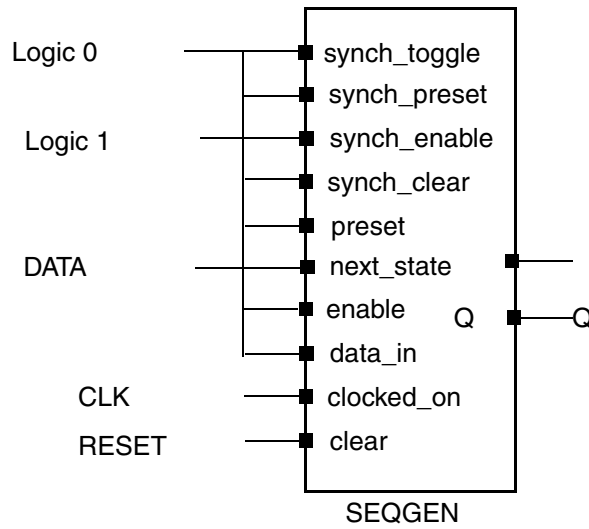 Logic 0 synch_toggle
synch_preset
Logic 1 synch_enable
synch_clear
preset
DATA next_state
enable
Q Q
data_in
CLK clocked_on
RESET clear
SEQGEN